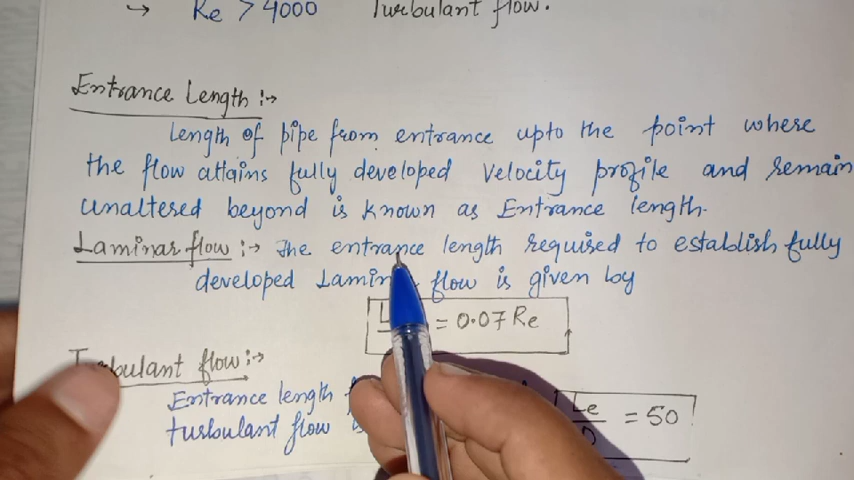 ↳ Re > 4000 Turbulant flow.
Entrance Length :→
Length of pipe from entrance upto the point where
the flow attains fully developed velocity profile and remain
unaltered beyond is known as Entrance length.
Laminar flow :→ The entrance length required to establish fully
developed Lamin flow is given by
= 0.07 Re
Turbulant flow :→
Entrance length
turbulant flow
Le/D = 50